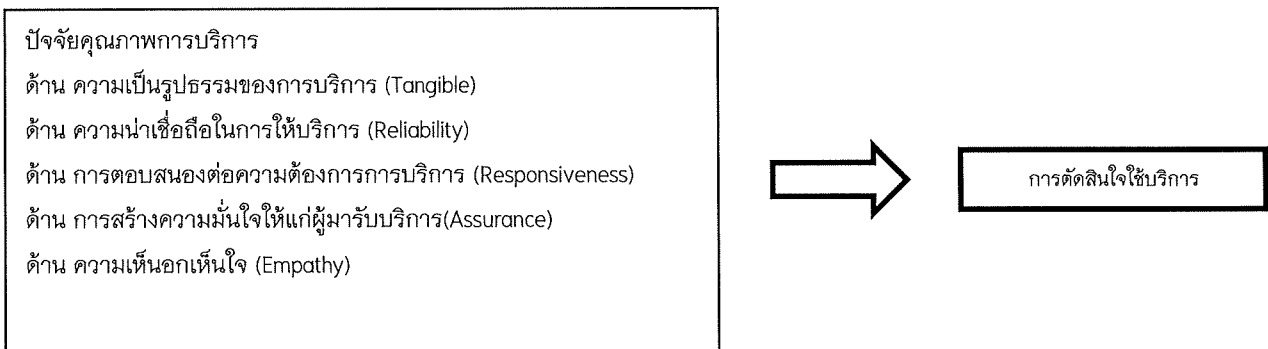 ปัจจัยคุณภาพการบริการ
ด้าน ความเป็นรูปธรรมของการบริการ (Tangible)
ด้าน ความน่าเชื่อถือในการให้บริการ (Reliability)
ด้าน การตอบสนองต่อความต้องการการบริการ (Responsiveness)
ด้าน การสร้างความมั่นใจให้แก่ผู้มารับบริการ(Assurance)
ด้าน ความเห็นอกเห็นใจ (Empathy)
การตัดสินใจใช้บริการ